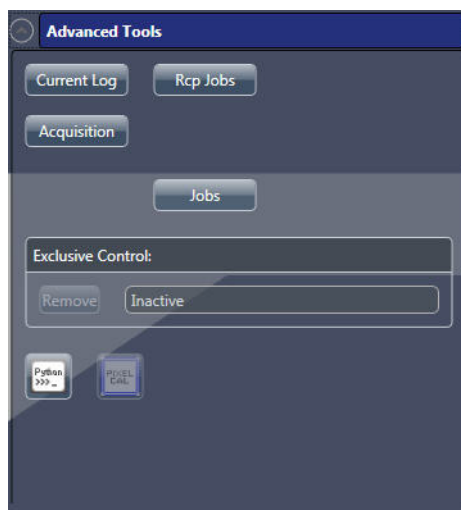 Advanced Tools
Current Log
Rcp Jobs
Acquisition
Jobs
Exclusive Control:
Remove
Inactive
Python
>>>_
PIXEL
CAL